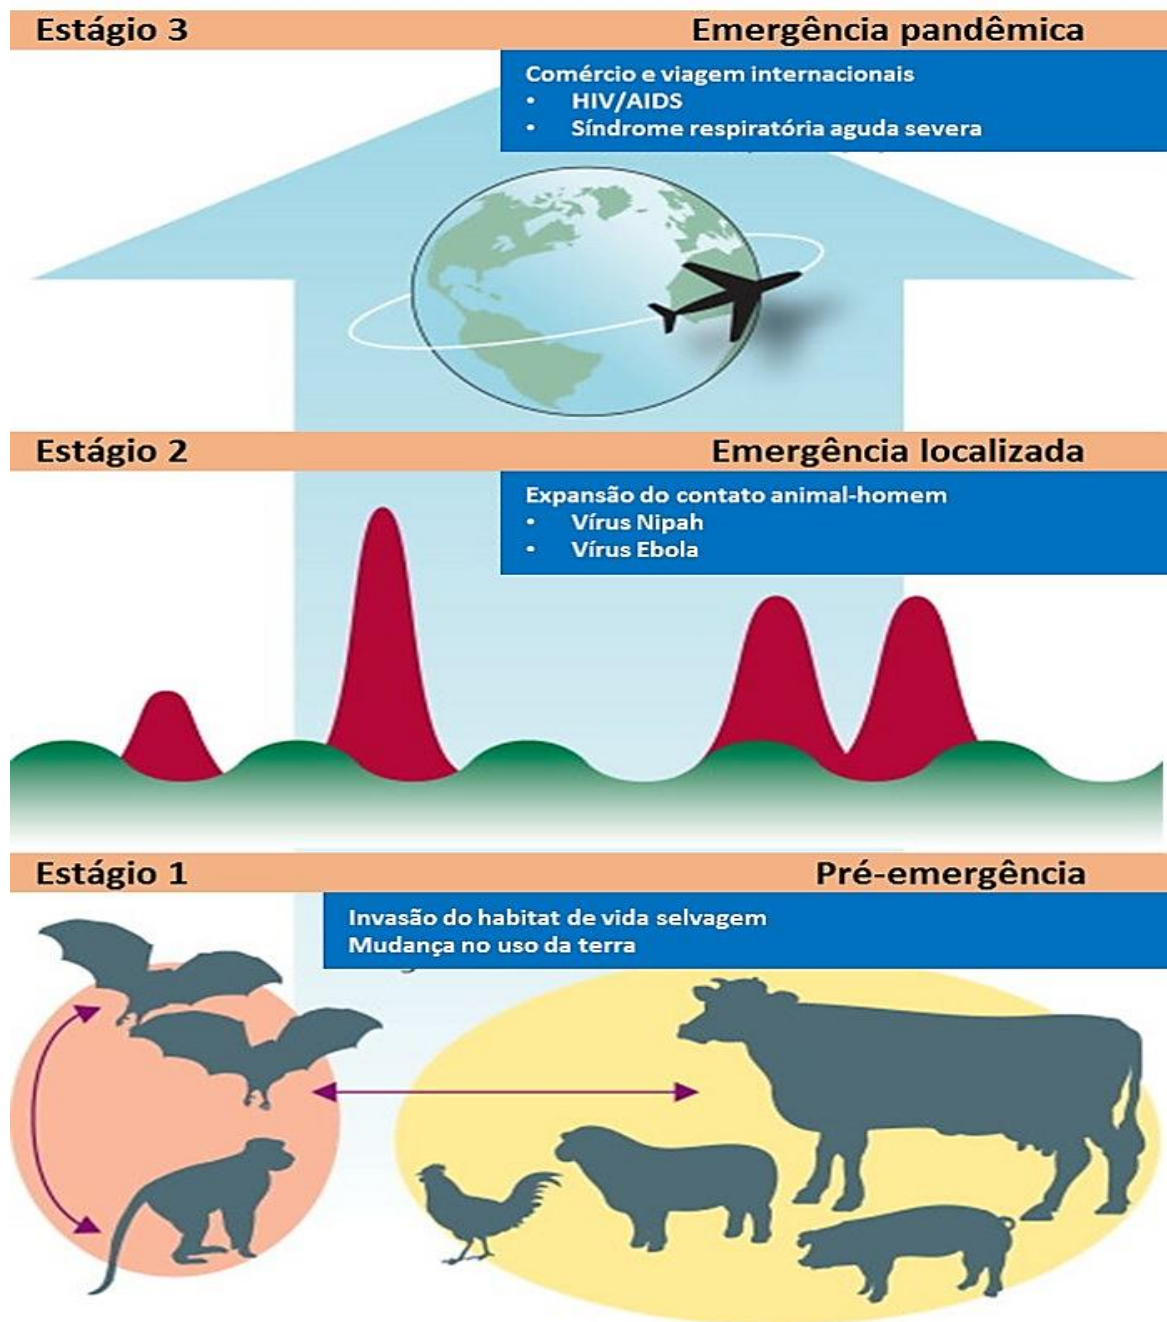 Estágio 3 Emergência pandêmica
Comércio e viagem internacionais
• HIV/AIDS
• Síndrome respiratória aguda severa
Estágio 2 Emergência localizada
Expansão do contato animal-homem
• Vírus Nipah
• Vírus Ebola
Estágio 1 Pré-emergência
Invasão do habitat de vida selvagem
Mudança no uso da terra